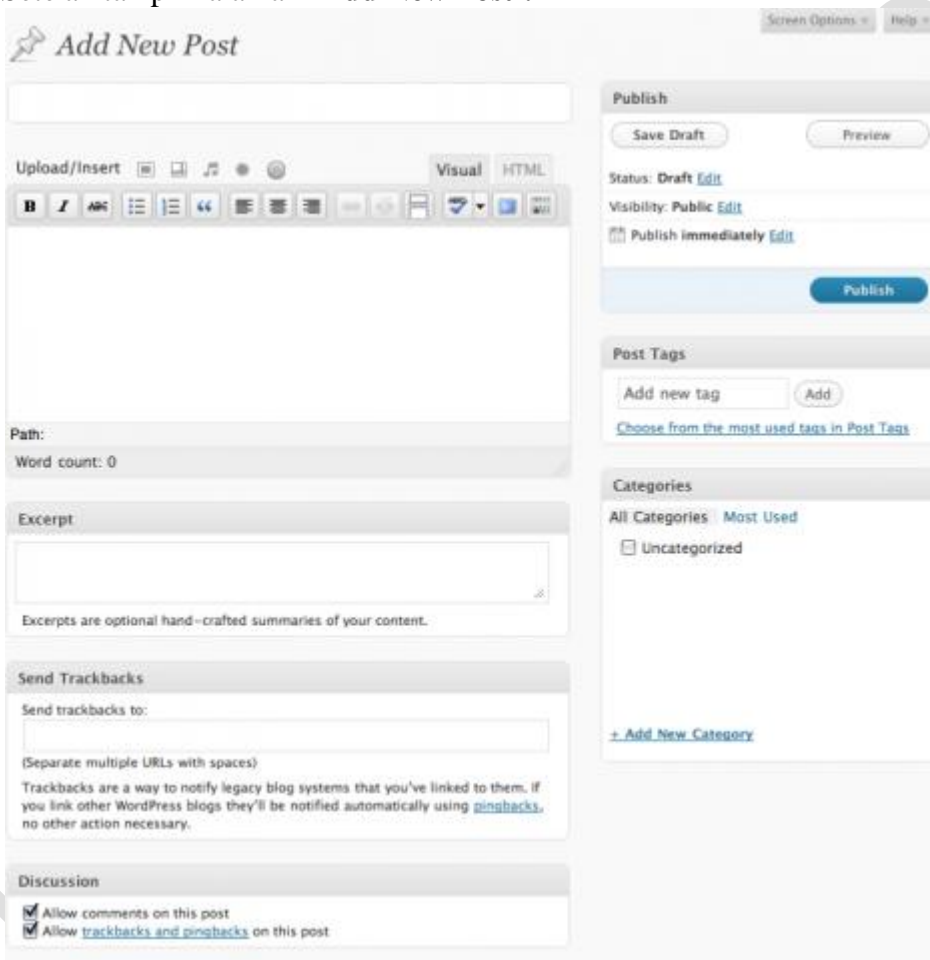 Screen Options Help
Add New Post
Upload/Insert Visual HTML
B I ABC
Path:
Word count: 0
Excerpt
Excerpts are optional hand-crafted summaries of your content.
Send Trackbacks
Send trackbacks to:
(Separate multiple URLs with spaces)
Trackbacks are a way to notify legacy blog systems that you've linked to them. If
you link other WordPress blogs they'll be notified automatically using pingbacks,
no other action necessary.
Discussion
Allow comments on this post
Allow trackbacks and pingbacks on this post
Publish
Save Draft Preview
Status: Draft Edit
Visibility: Public Edit
Publish immediately Edit
Publish
Post Tags
Add new tag Add
Choose from the most used tags in Post Tags
Categories
All Categories Most Used
Uncategorized
+ Add New Category